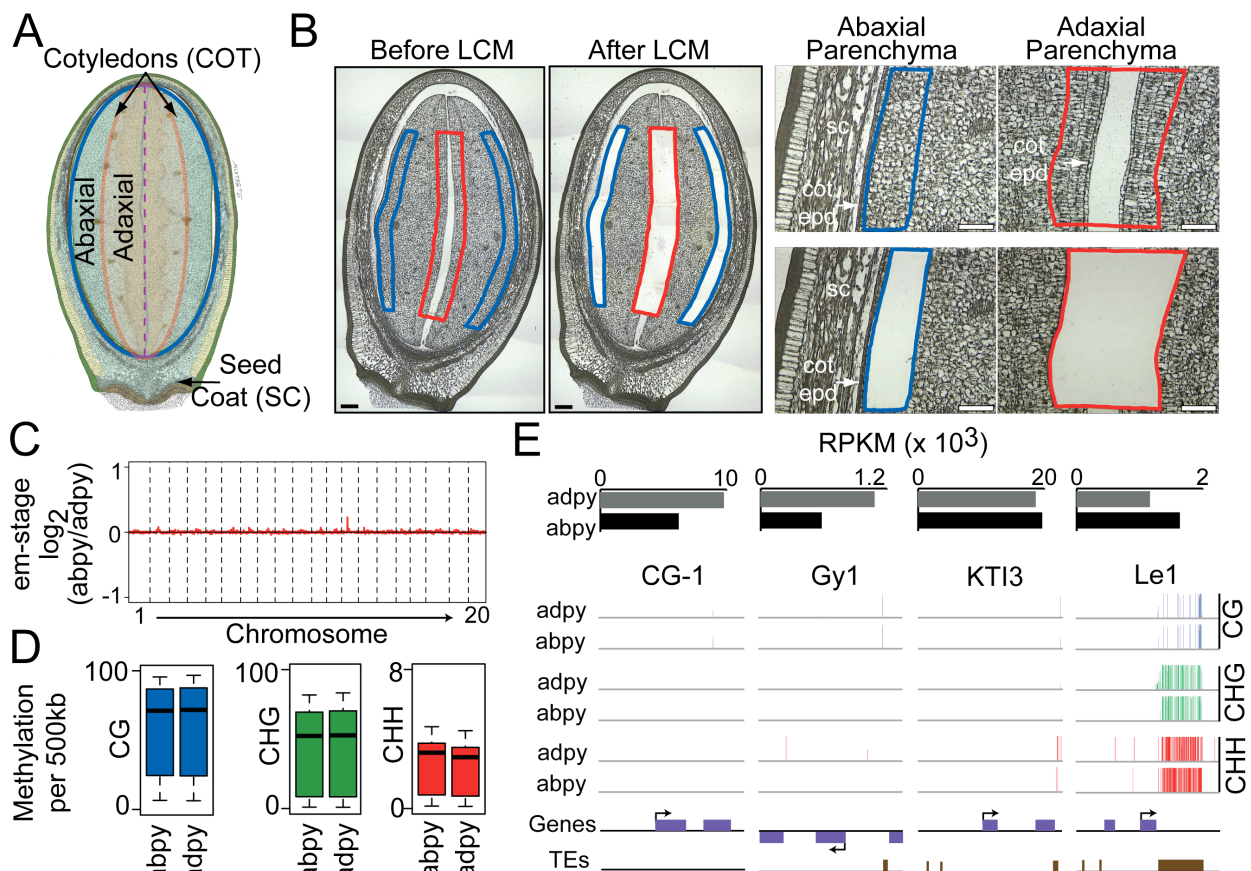 A
Cotyledons (COT)
Abaxial
Adaxial
Seed
Coat (SC)
B
Before LCM
After LCM
Abaxial
Parenchyma
Adaxial
Parenchyma
sc
cot
epd
cot
epd
sc
cot
epd
C
em-stage
log2
(abpy/adpy)
1
0
-1
1
20
Chromosome
D
Methylation
per 500kb
100
CG
0
abpy
adpy
100
CHG
0
abpy
adpy
8
CHH
0
abpy
adpy
E
RPKM (x 103)
0 10 0 1.2 0 20 0 2
adpy
abpy
CG-1 Gy1 KTI3 Le1
adpy
abpy
CG
adpy
abpy
CHG
adpy
abpy
CHH
Genes
TEs